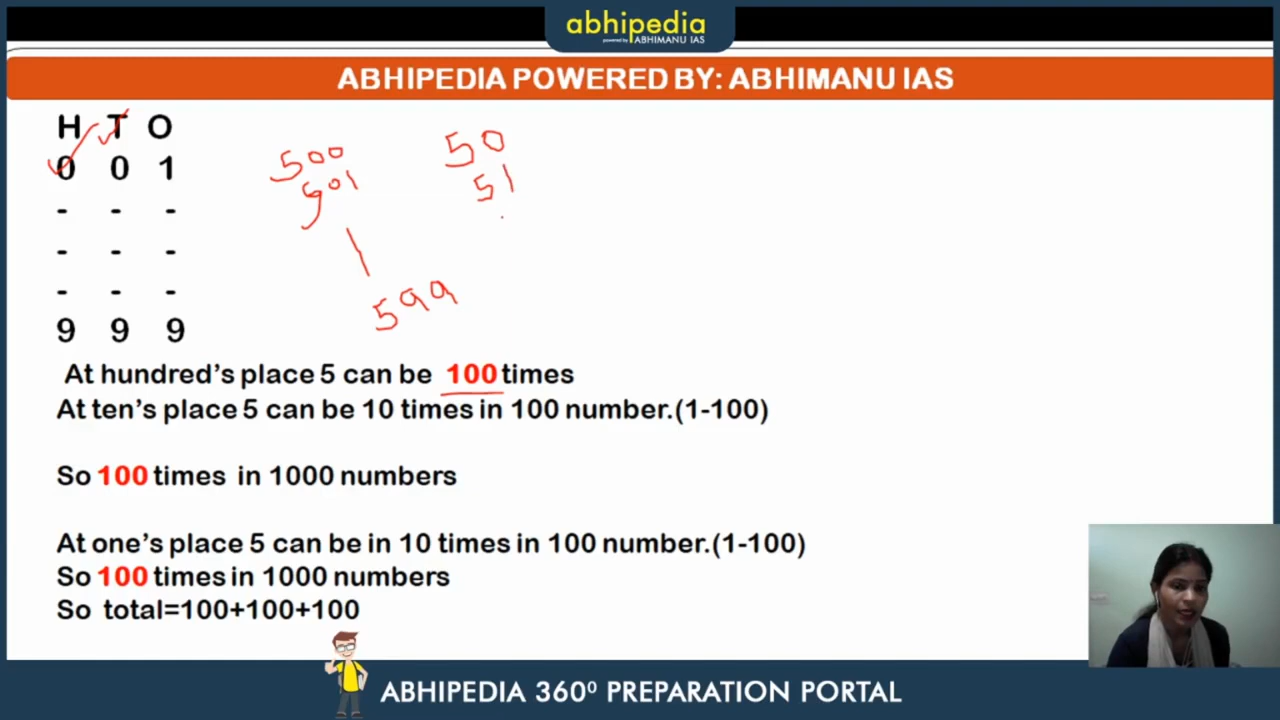 abhipedia
powered by ABHIMANU IAS
ABHIPEDIA POWERED BY: ABHIMANU IAS
H T O
0 0 1
- - -
- - -
- - -
9 9 9
500
501
599
50
51
At hundred's place 5 can be 100 times
At ten's place 5 can be 10 times in 100 number.(1-100)
So 100 times in 1000 numbers
At one's place 5 can be in 10 times in 100 number.(1-100)
So 100 times in 1000 numbers
So total=100+100+100
ABHIPEDIA 360⁰ PREPARATION PORTAL